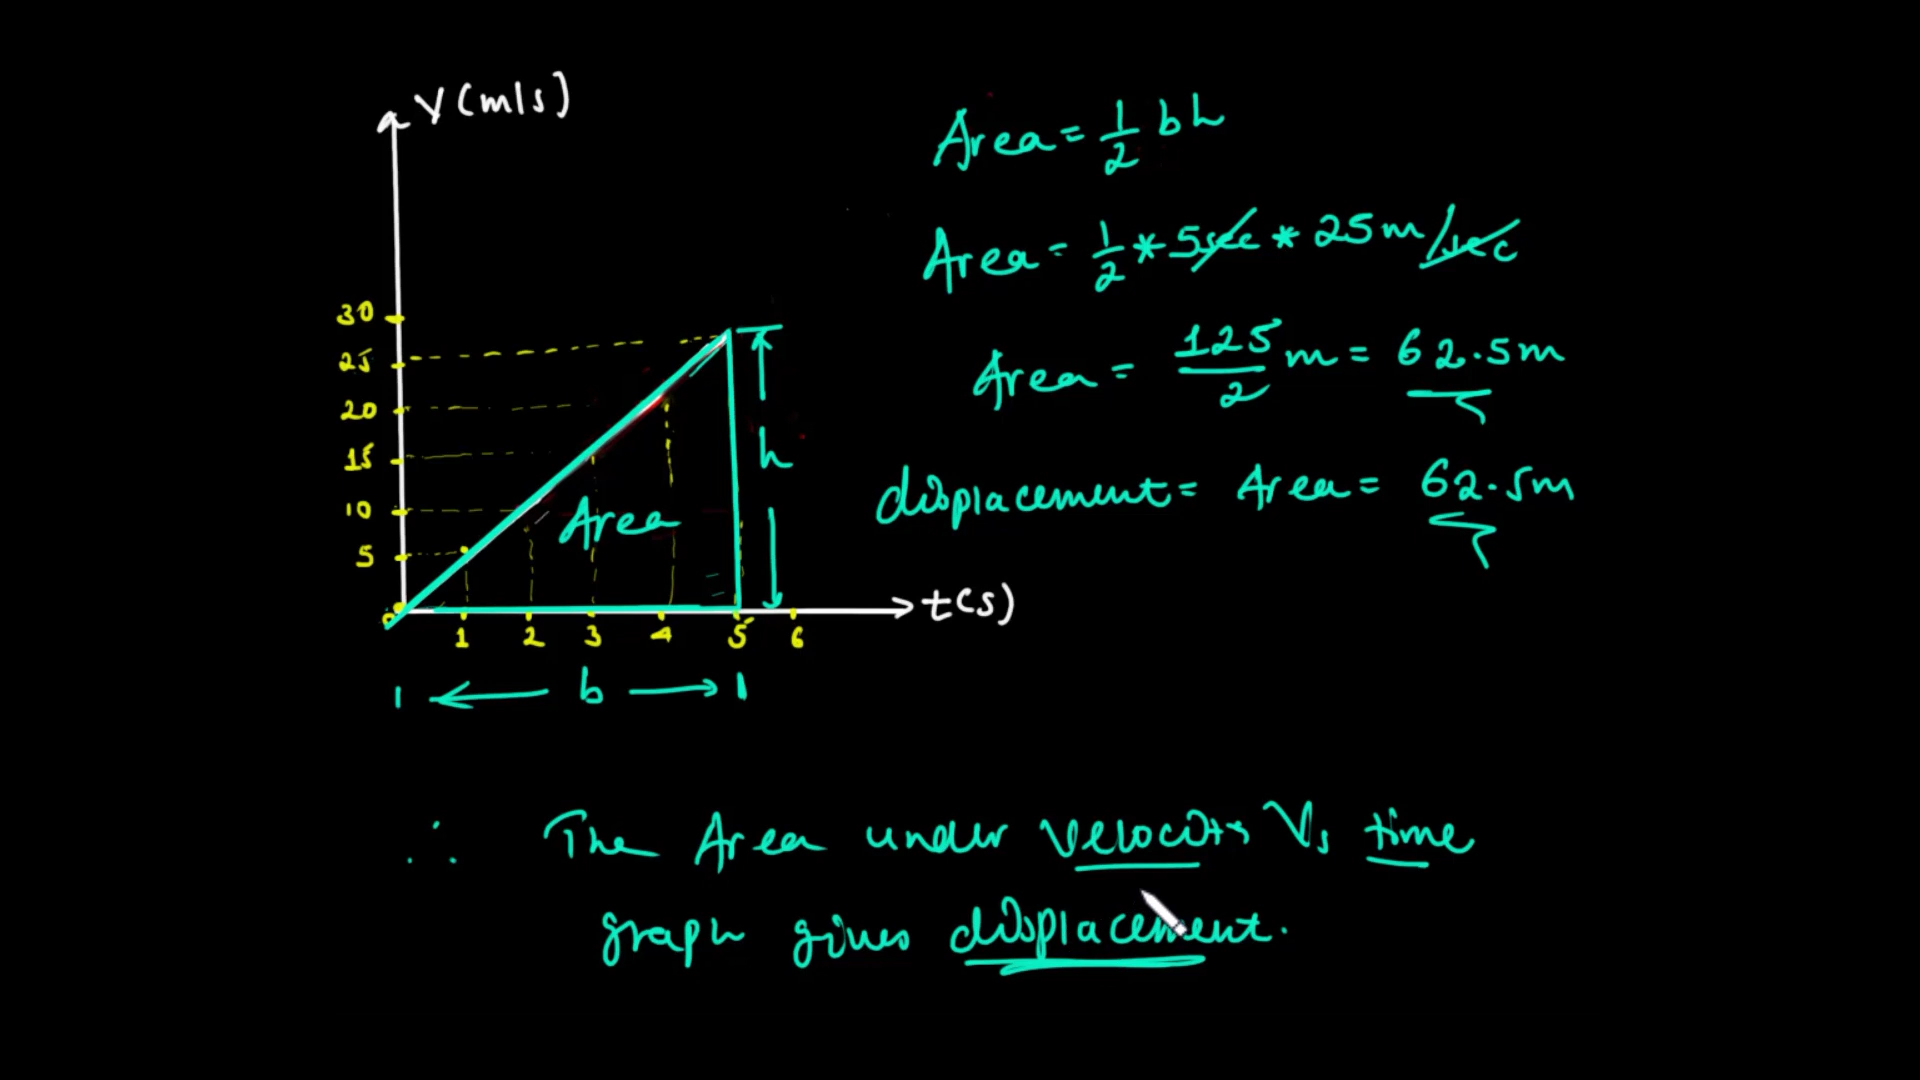 V(m/s)
Area = 1/2 bh
Area = 1/2 * 5sec * 25m/sec
30
25
20
15
10
5
0
Area = 125/2 m = 62.5m
h
Area
displacement = Area = 62.5m
t(s)
1 2 3 4 5 6
b
∴ The Area under velocity Vs time
graph gives displacement.